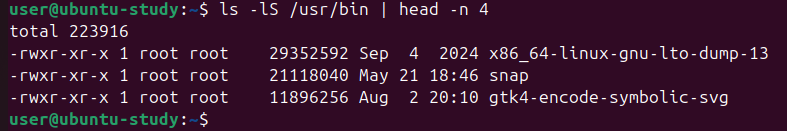 user@ubuntu-study:~$ ls -lS /usr/bin | head -n 4
total 223916
-rwxr-xr-x 1 root root    29352592 Sep  4  2024 x86_64-linux-gnu-lto-dump-13
-rwxr-xr-x 1 root root    21118040 May 21 18:46 snap
-rwxr-xr-x 1 root root    11896256 Aug  2 20:10 gtk4-encode-symbolic-svg
user@ubuntu-study:~$